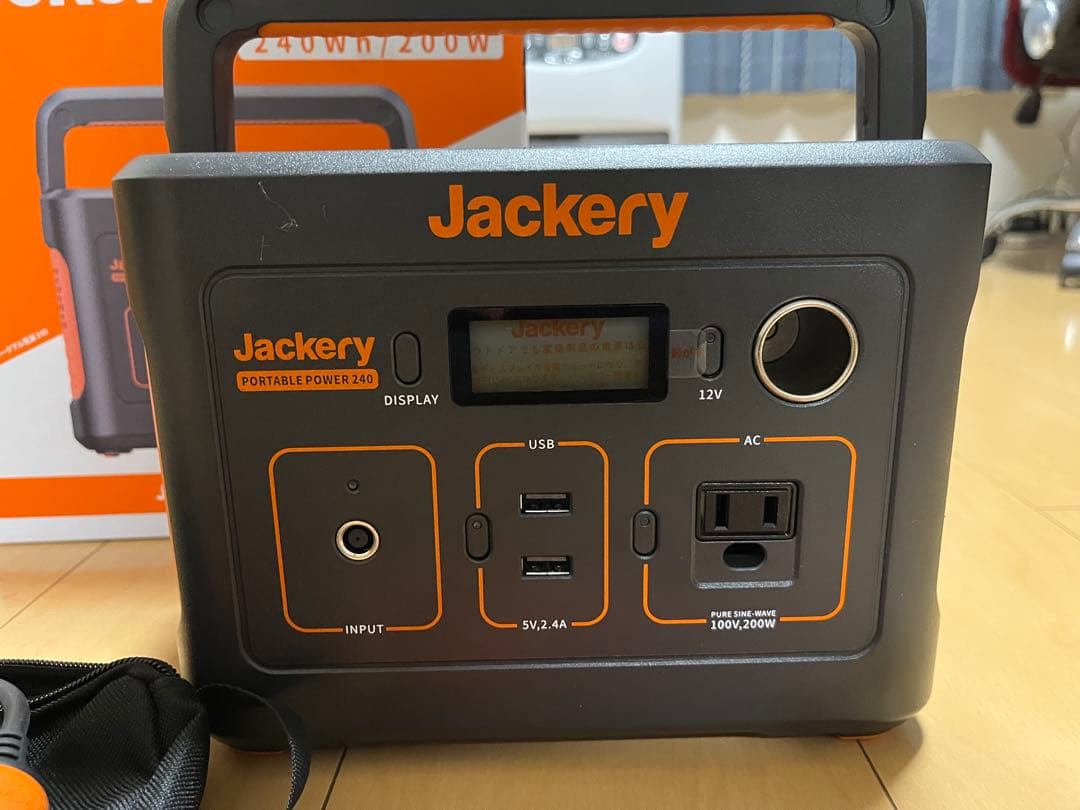 240Wh/200W
Jackery
Jackery
PORTABLE POWER 240
DISPLAY
Jackery
12V
INPUT
USB
5V,2.4A
AC
PURE SINE-WAVE
100V,200W